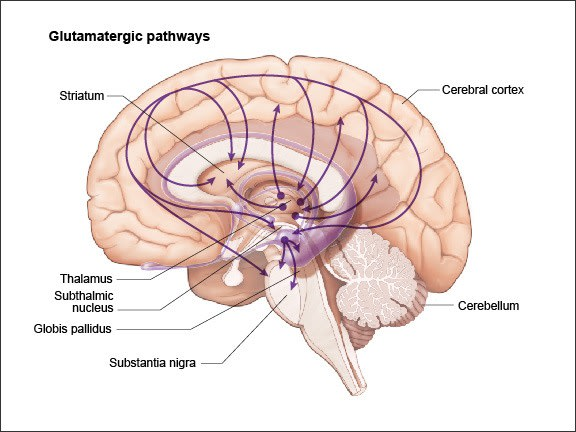 Glutamatergic pathways
Striatum
Cerebral cortex
Thalamus
Subthalmic
nucleus
Globis pallidus
Cerebellum
Substantia nigra